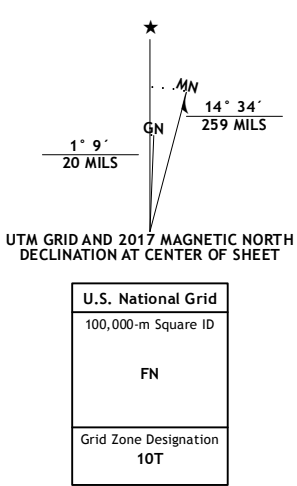 ★
MN
GN
14° 34´
259 MILS
1° 9´
20 MILS
UTM GRID AND 2017 MAGNETIC NORTH
DECLINATION AT CENTER OF SHEET
U.S. National Grid
100,000-m Square ID
FN
Grid Zone Designation
10T